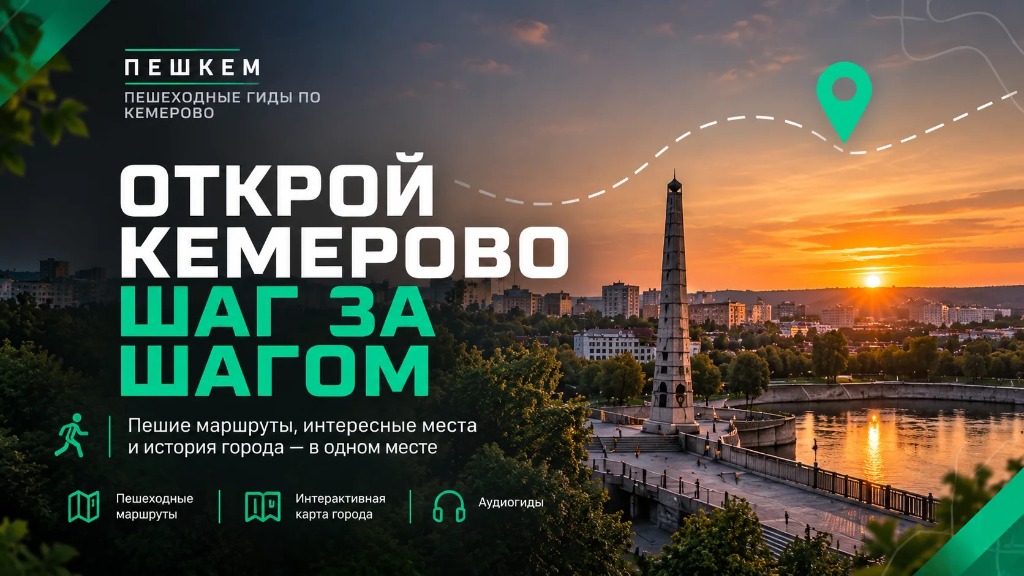 ПЕШКЕМ
ПЕШЕХОДНЫЕ ГИДЫ ПО
КЕМЕРОВО
ОТКРОЙ
КЕМЕРОВО
ШАГ ЗА
ШАГОМ
Пешие маршруты, интересные места
и история города — в одном месте
Пешеходные
маршруты
Интерактивная
карта города
Аудиогиды